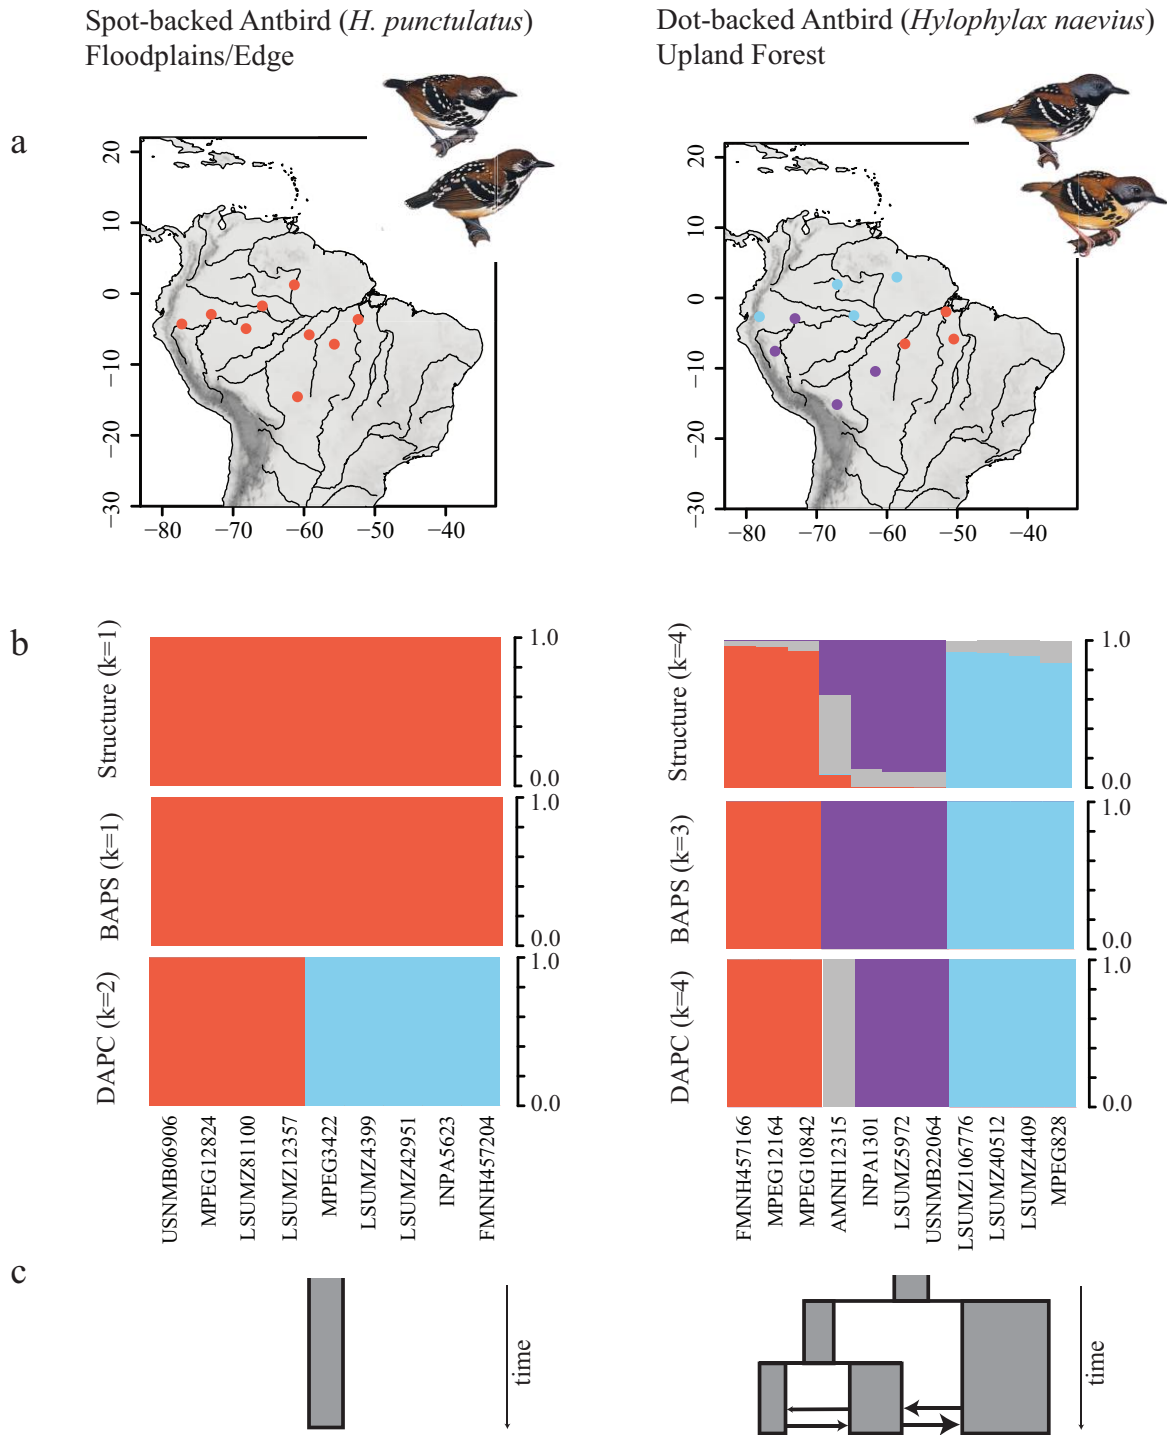 Spot-backed Antbird (H. punctulatus)
Floodplains/Edge
Dot-backed Antbird (Hylophylax naevius)
Upland Forest
a
20
10
0
−10
−20
−30
−80
−70
−60
−50
−40
20
10
0
−10
−20
−30
−80
−70
−60
−50
−40
b
Structure (k=1)
1.0
0.0
BAPS (k=1)
1.0
0.0
DAPC (k=2)
1.0
0.0
USNMB06906
MPEG12824
LSUMZ81100
LSUMZ12357
MPEG3422
LSUMZ4399
LSUMZ42951
INPA5623
FMNH457204
Structure (k=4)
1.0
0.0
BAPS (k=3)
1.0
0.0
DAPC (k=4)
1.0
0.0
FMNH457166
MPEG12164
MPEG10842
AMNH12315
INPA1301
LSUMZ5972
USNMB22064
LSUMZ106776
LSUMZ40512
LSUMZ4409
MPEG828
c
time
time